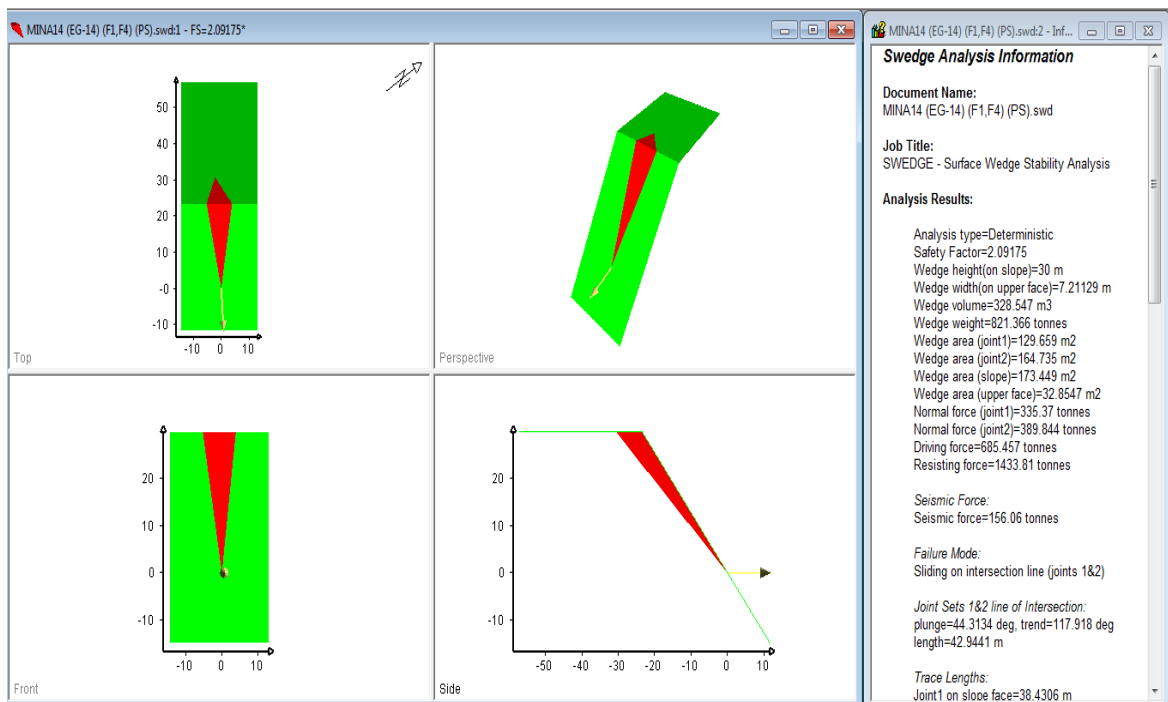 MINA14 (EG-14) (F1,F4) (PS).swd:1 - FS=2.09175*
50
40
30
20
10
-0
-10
-10 0 10
Top
Perspective
20
10
0
-10
-10 0 10
Front
20
10
0
-10
-50 -40 -30 -20 -10 0 10
Side
MINA14 (EG-14) (F1,F4) (PS).swd:2 - Inf...
Swedge Analysis Information
Document Name:
MINA14 (EG-14) (F1,F4) (PS).swd
Job Title:
SWEDGE - Surface Wedge Stability Analysis
Analysis Results:
Analysis type=Deterministic
Safety Factor=2.09175
Wedge height(on slope)=30 m
Wedge width(on upper face)=7.21129 m
Wedge volume=328.547 m3
Wedge weight=821.366 tonnes
Wedge area (joint1)=129.659 m2
Wedge area (joint2)=164.735 m2
Wedge area (slope)=173.449 m2
Wedge area (upper face)=32.8547 m2
Normal force (joint1)=335.37 tonnes
Normal force (joint2)=389.844 tonnes
Driving force=685.457 tonnes
Resisting force=1433.81 tonnes
Seismic Force:
Seismic force=156.06 tonnes
Failure Mode:
Sliding on intersection line (joints 1&2)
Joint Sets 1&2 line of Intersection:
plunge=44.3134 deg, trend=117.918 deg
length=42.9441 m
Trace Lengths:
Joint1 on slope face=38.4306 m